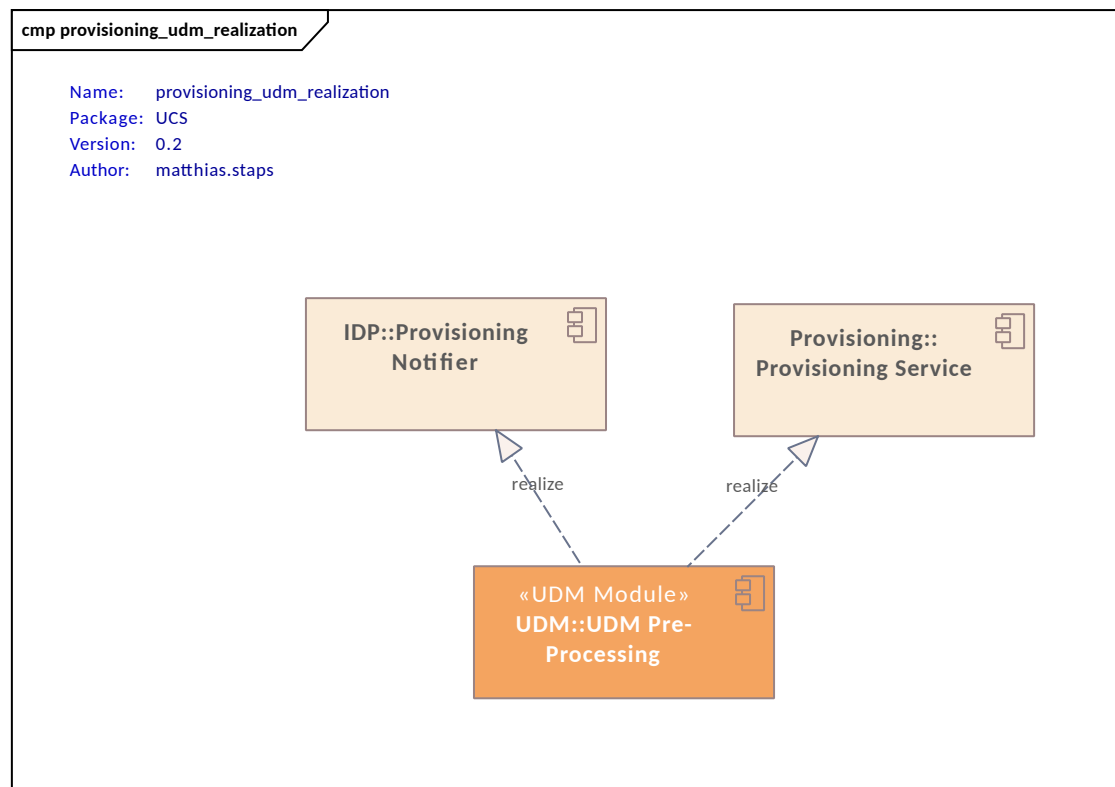 cmp provisioning_udm_realization
Name: provisioning_udm_realization
Package: UCS
Version: 0.2
Author: matthias.staps
IDP::Provisioning
Notifier
Provisioning::
Provisioning Service
realize
realize
«UDM Module»
UDM::UDM Pre-
Processing